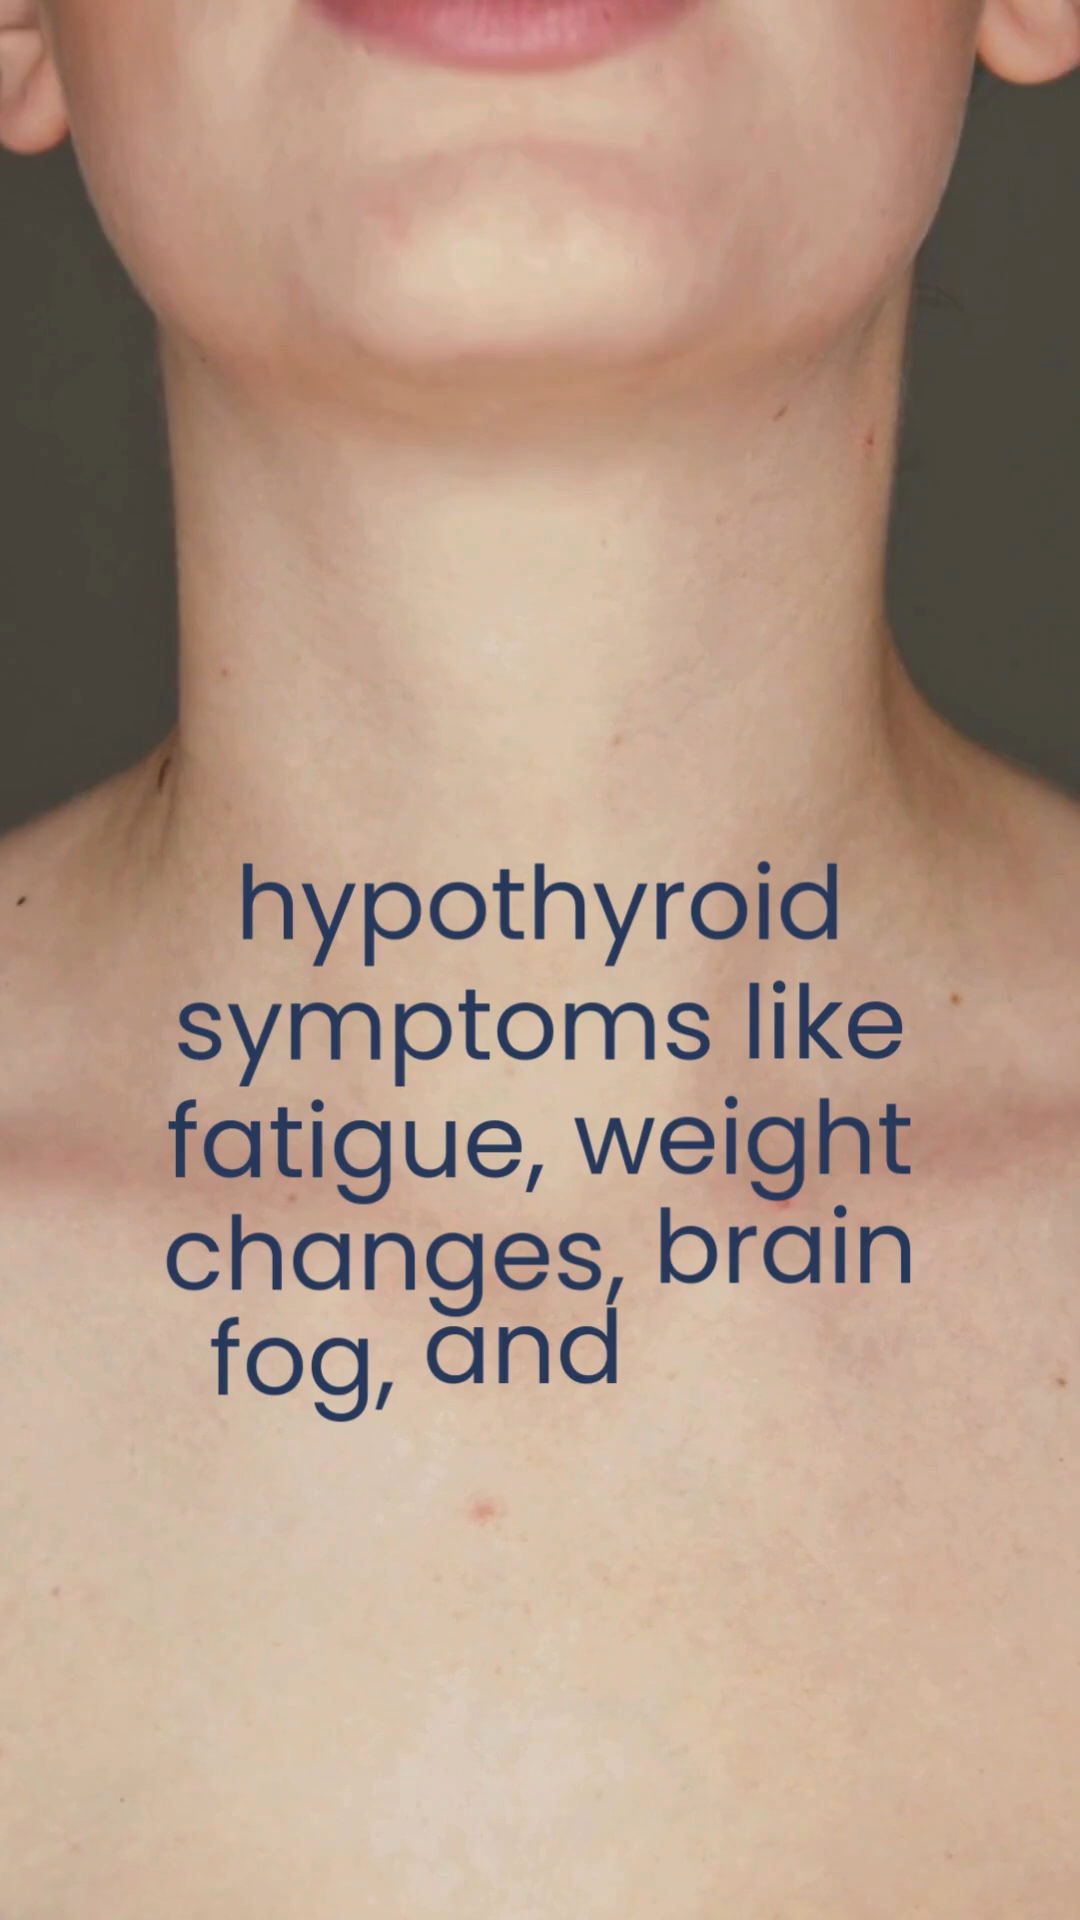 hypothyroid
symptoms like
fatigue, weight
changes, brain
fog, and